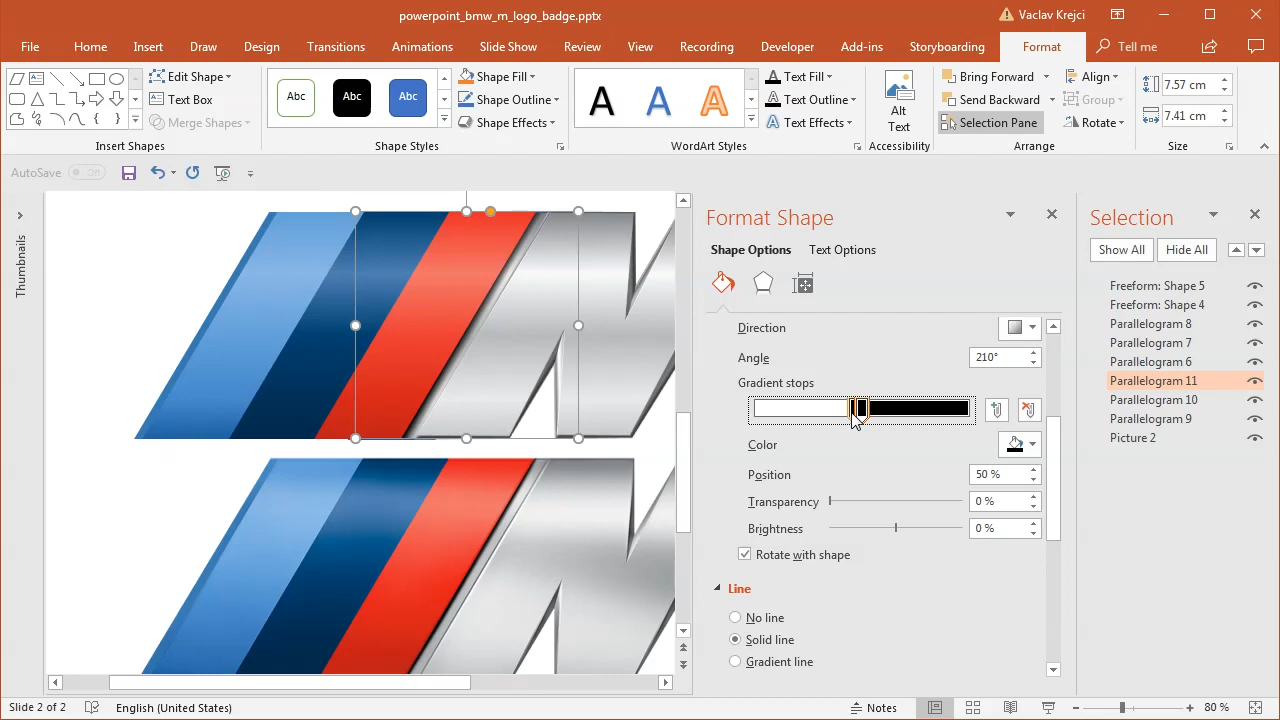 powerpoint_bmw_m_logo_badge.pptx
Vaclav Krejci
File Home Insert Draw Design Transitions Animations Slide Show Review View Recording Developer Add-ins Storyboarding Format Tell me
Edit Shape
Text Box
Merge Shapes
Insert Shapes
Abc Abc Abc
Shape Fill
Shape Outline
Shape Effects
Shape Styles
A A A
Text Fill
Text Outline
Text Effects
WordArt Styles
Alt
Text
Accessibility
Bring Forward
Send Backward
Selection Pane
Align
Group
Rotate
Arrange
7.57 cm
7.41 cm
Size
AutoSave Off
Thumbnails
Format Shape
Shape Options Text Options
Direction
Angle 210°
Gradient stops
Color
Position 50 %
Transparency 0 %
Brightness 0 %
Rotate with shape
Line
No line
Solid line
Gradient line
Selection
Show All Hide All
Freeform: Shape 5
Freeform: Shape 4
Parallelogram 8
Parallelogram 7
Parallelogram 6
Parallelogram 11
Parallelogram 10
Parallelogram 9
Picture 2
Slide 2 of 2 English (United States) Notes 80 %